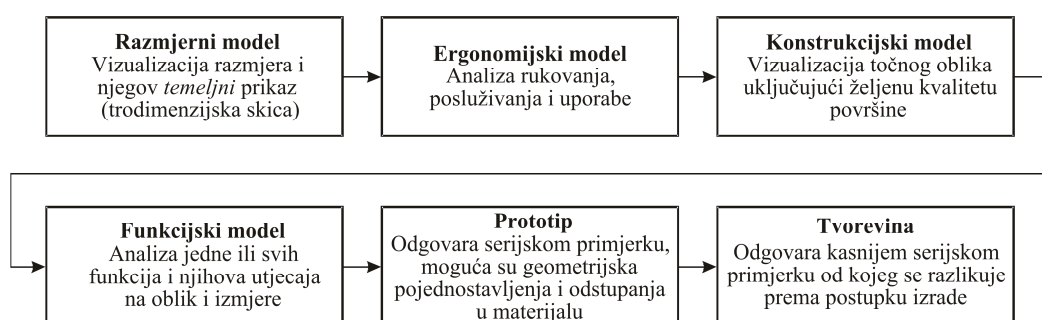 Razmjerni model
Vizualizacija razmjera i
njegov temeljni prikaz
(trodimenzijska skica)
Ergonomijski model
Analiza rukovanja,
posluživanja i uporabe
Konstrukcijski model
Vizualizacija točnog oblika
uključujući željenu kvalitetu
površine
Funkcijski model
Analiza jedne ili svih
funkcija i njihova utjecaja
na oblik i izmjere
Prototip
Odgovara serijskom primjerku,
moguća su geometrijska
pojednostavljenja i odstupanja
u materijalu
Tvorevina
Odgovara kasnijem serijskom
primjerku od kojeg se razlikuje
prema postupku izrade